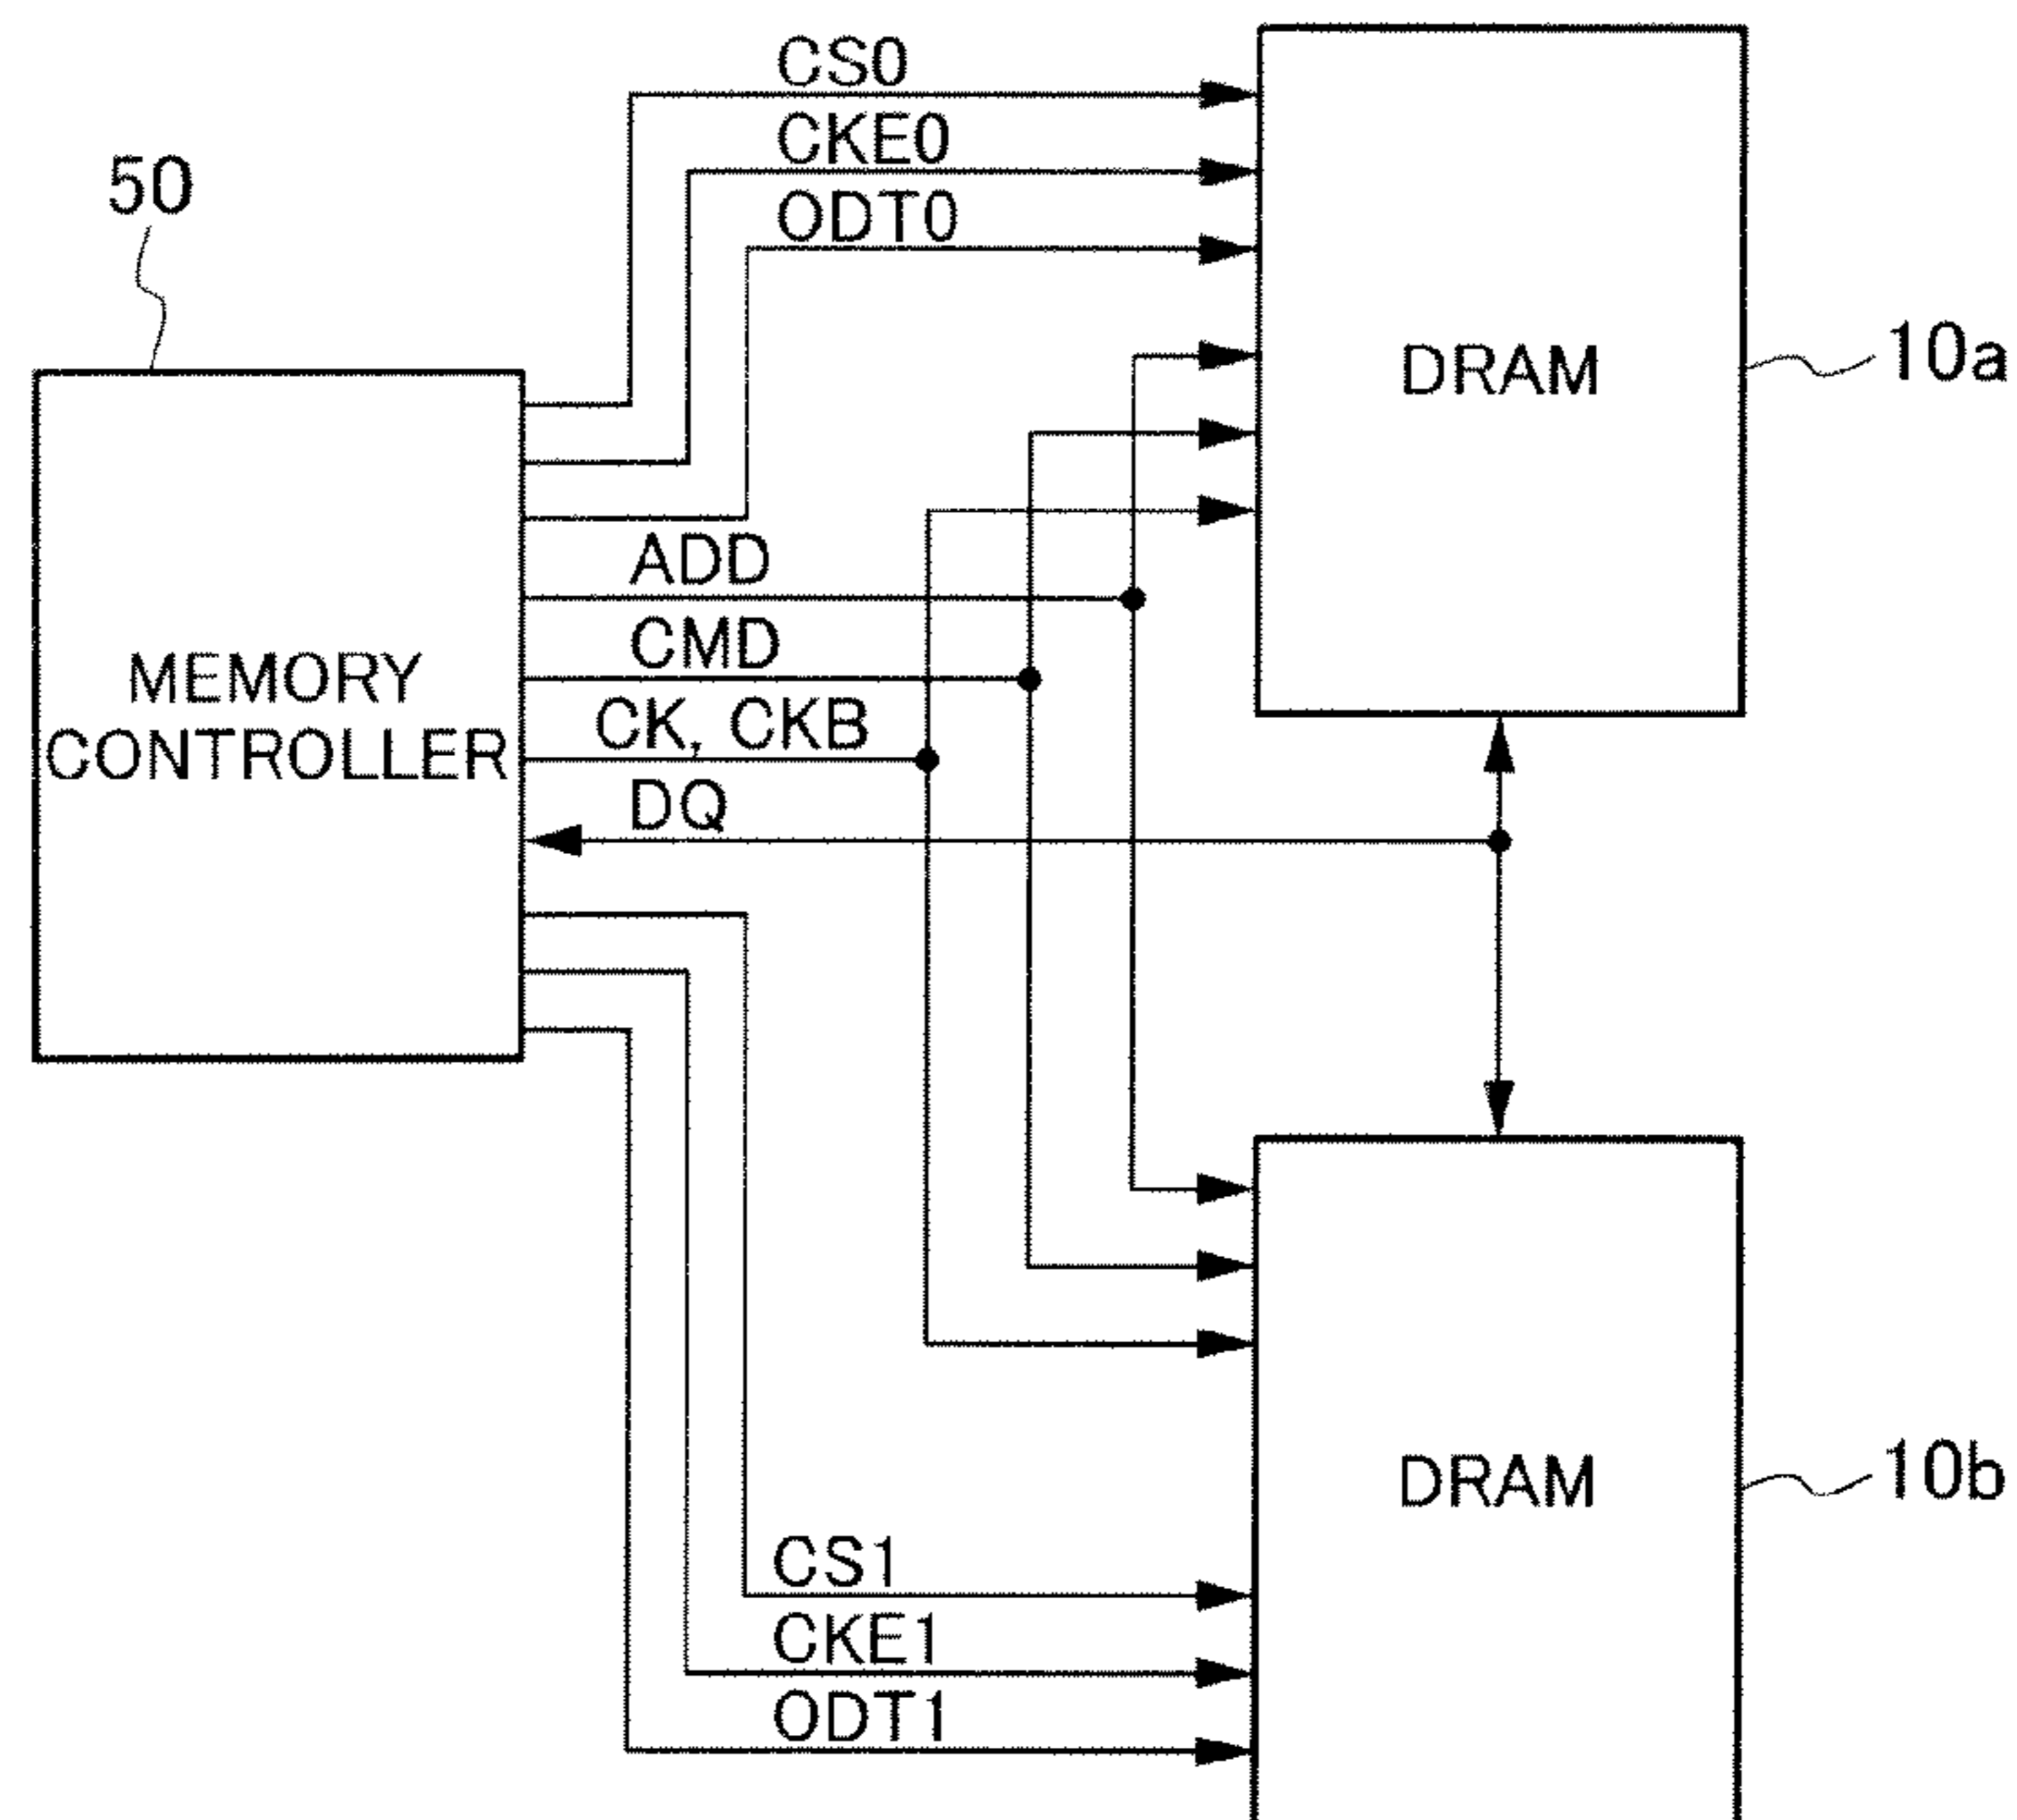 CS0
CKE0
ODT0
50
DRAM
10a
ADD
CMD
CK, CKB
DQ
MEMORY
CONTROLLER
DRAM
10b
CS1
CKE1
ODT1